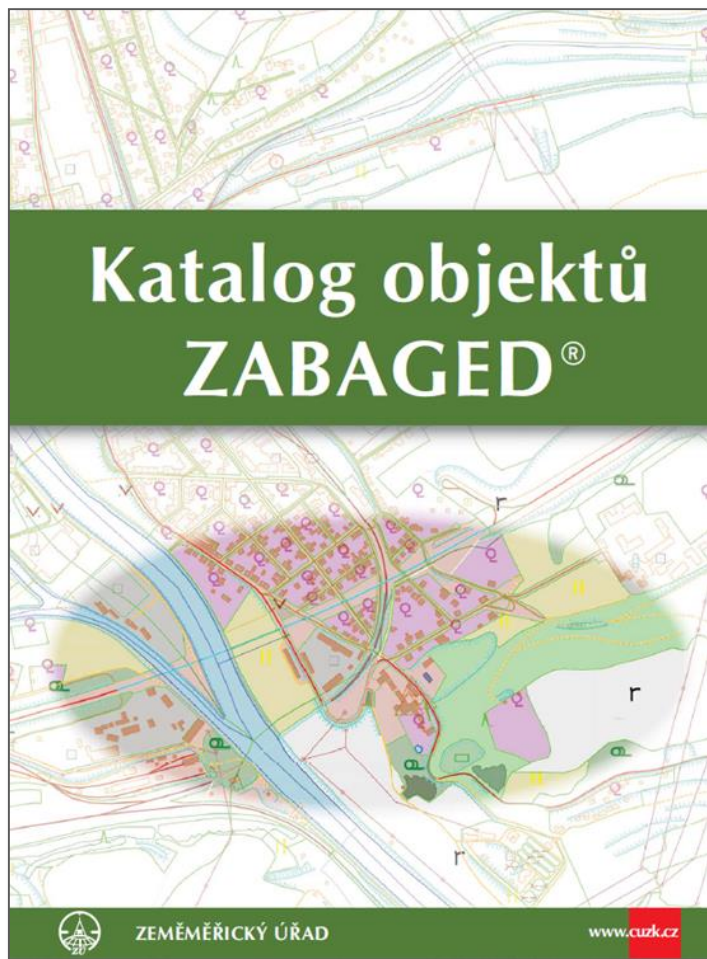 Katalog objektů
ZABAGED®
r
r
r
ZEMĚMĚŘICKÝ ÚŘAD
www.cuzk.cz